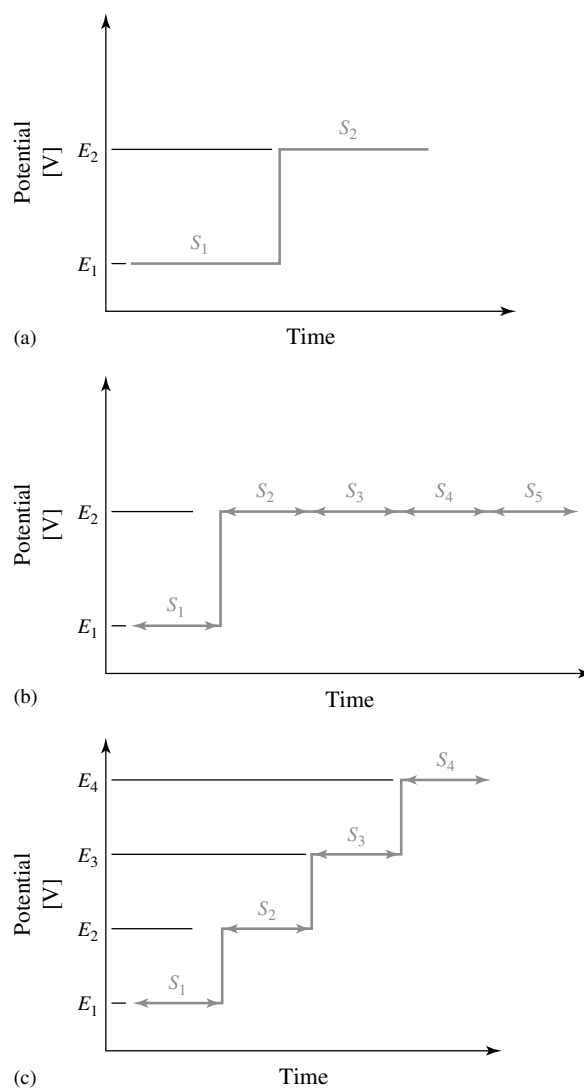 Potential
[V]
E2
S2
S1
E1
Time
(a)
Potential
[V]
S2 S3 S4 S5
E2
S1
E1
Time
(b)
Potential
[V]
S4
E4
S3
E3
S2
E2
S1
E1
Time
(c)